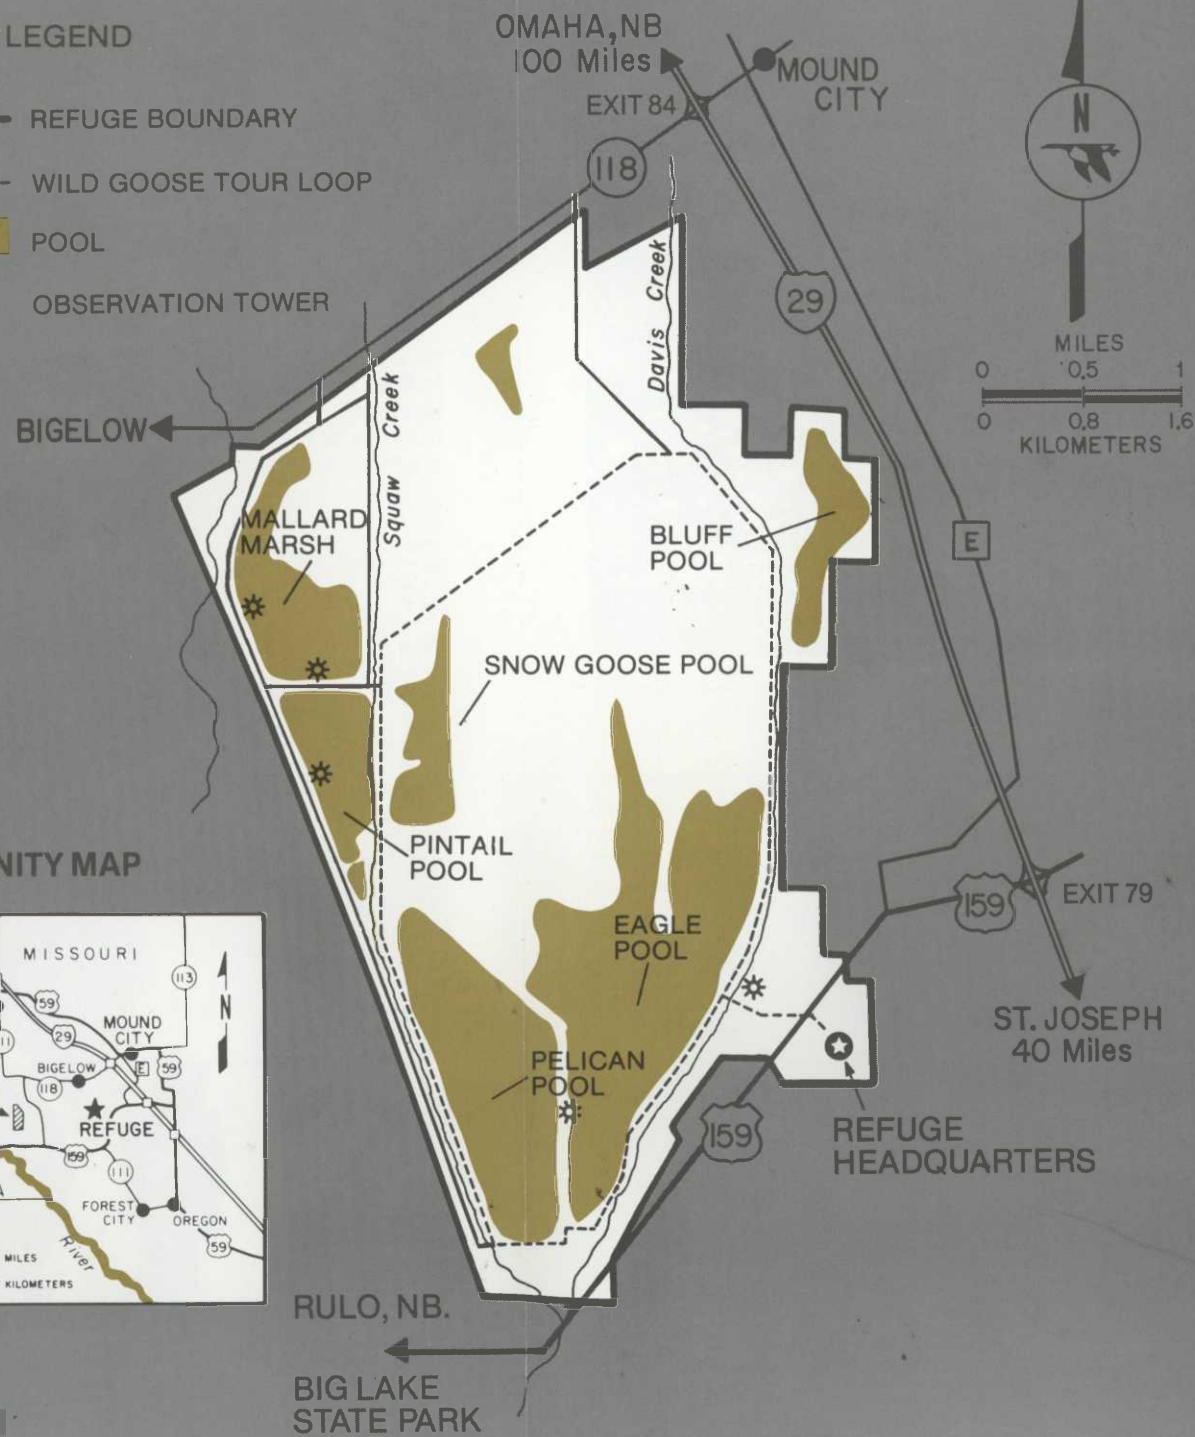 LEGEND
REFUGE BOUNDARY
WILD GOOSE TOUR LOOP
POOL
OBSERVATION TOWER
OMAHA, NB
100 Miles
EXIT 84
MOUND
CITY
118
N
29
MILES
0 0.5 1
0 0.8 1.6
KILOMETERS
BIGELOW
Squaw Creek
Davis Creek
MALLARD
MARSH
BLUFF
POOL
E
SNOW GOOSE POOL
PINTAIL
POOL
EAGLE
POOL
159
EXIT 79
ST. JOSEPH
40 Miles
PELICAN
POOL
159
REFUGE
HEADQUARTERS
RULO, NB.
BIG LAKE
STATE PARK
NITY MAP
MISSOURI
113
59
N
MOUND
CITY
29
11
BIGELOW
E
59
118
REFUGE
159
111
FOREST
CITY
OREGON
59
River
MILES
KILOMETERS